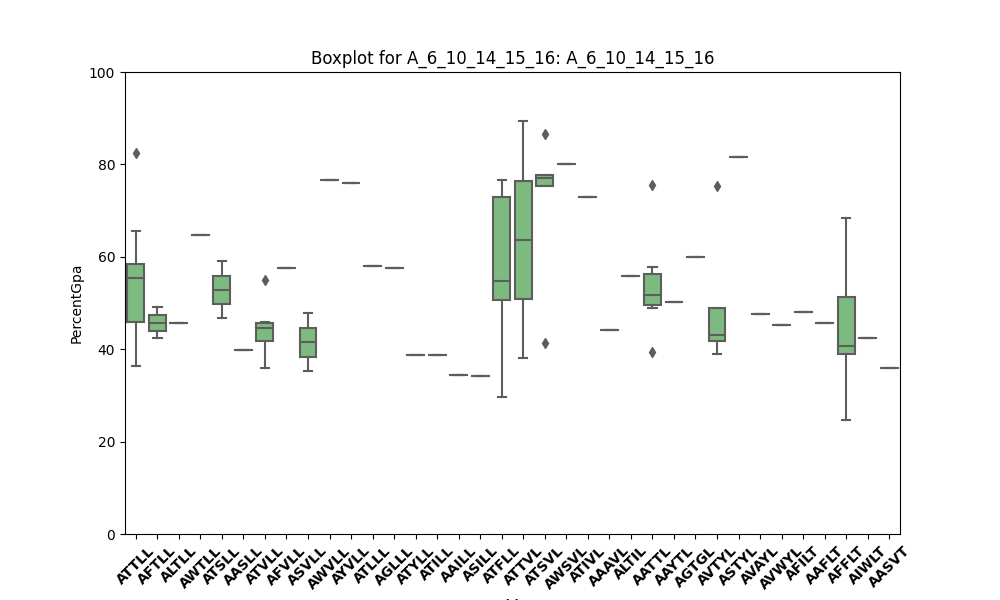 Boxplot for A_6_10_14_15_16: A_6_10_14_15_16
PercentGpa
100
80
60
40
20
0
ATTLL
AFTLL
ALTLL
AWTLL
ATSLL
AASLL
ATVLL
AFVLL
ASVLL
AWVLL
AYVLL
ATLLL
AGLLL
ATYLL
ATILL
AAILL
ASILL
ATFLL
ATTVL
ATSVL
AWSVL
ATIVL
AAAVL
ALTIL
AATTL
AAYTL
AGTGL
AVTYL
ASTYL
AVAYL
AVWYL
AFILT
AAFLT
AFFLT
AIWLT
AASVT